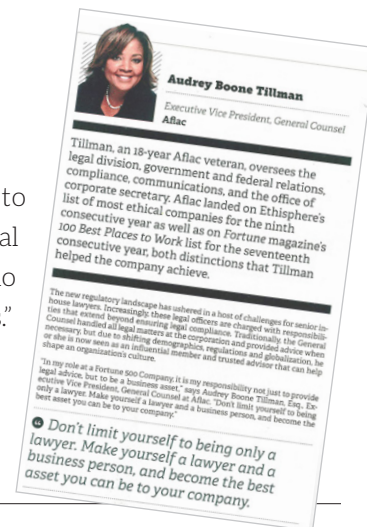 to
al
o
.”
Audrey Boone Tillman
Executive Vice President, General Counsel
Aflac
Tillman, an 18-year Aflac veteran, oversees the
legal division, government and federal relations,
compliance, communications, and the office of
corporate secretary. Aflac landed on Ethisphere's
list of most ethical companies for the ninth
consecutive year as well as on Fortune magazine's
100 Best Places to Work list for the seventeenth
consecutive year, both distinctions that Tillman
helped the company achieve.
The new regulatory landscape has ushered in a host of challenges for senior in-
house lawyers. Increasingly, these legal officers are charged with responsibili-
ties that extend beyond ensuring legal compliance. Traditionally, the General
Counsel handled all legal matters at the corporation and provided advice when
necessary, but due to shifting demographics, regulations and globalization, he
or she is now seen as an influential member and trusted advisor that can help
shape an organization's culture.
"In my role at a Fortune 500 Company, it is my responsibility not just to provide
legal advice, but to be a business asset," says Audrey Boone Tillman, Esq., Ex-
ecutive Vice President, General Counsel at Aflac. "Don't limit yourself to being
only a lawyer. Make yourself a lawyer and a business person, and become the
best asset you can be to your company."
Don't limit yourself to being only a
lawyer. Make yourself a lawyer and a
business person, and become the best
asset you can be to your company.